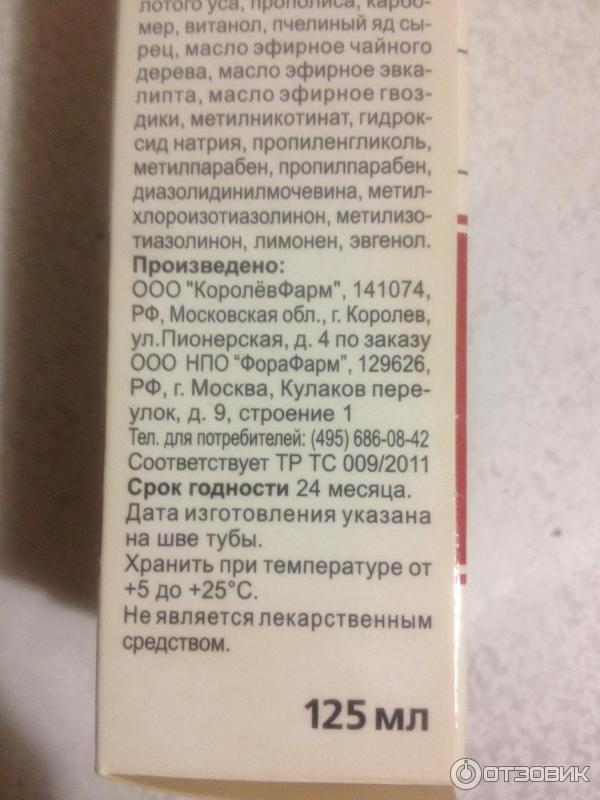 лотого уса, прополиса, карбо-
мер, витанол, пчелиный яд сы-
рец, масло эфирное чайного
дерева, масло эфирное эвка-
липта, масло эфирное гвоз-
дики, метилникотинат, гидрок-
сид натрия, пропиленгликоль,
метилпарабен, пропилпарабен,
диазолидинилмочевина, метил-
хлороизотиазолинон, метилизо-
тиазолинон, лимонен, эвгенол.
Произведено:
ООО "КоролёвФарм", 141074,
РФ, Московская обл., г. Королев,
ул.Пионерская, д. 4 по заказу
ООО НПО “ФораФарм”, 129626,
РФ, г. Москва, Кулаков пере-
улок, д. 9, строение 1
Тел. для потребителей: (495) 686-08-42
Соответствует ТР ТС 009/2011
Срок годности 24 месяца.
Дата изготовления указана
на шве тубы.
Хранить при температуре от
+5 до +25°С.
Не является лекарственным
средством.
125 мл
ОТЗОВИК